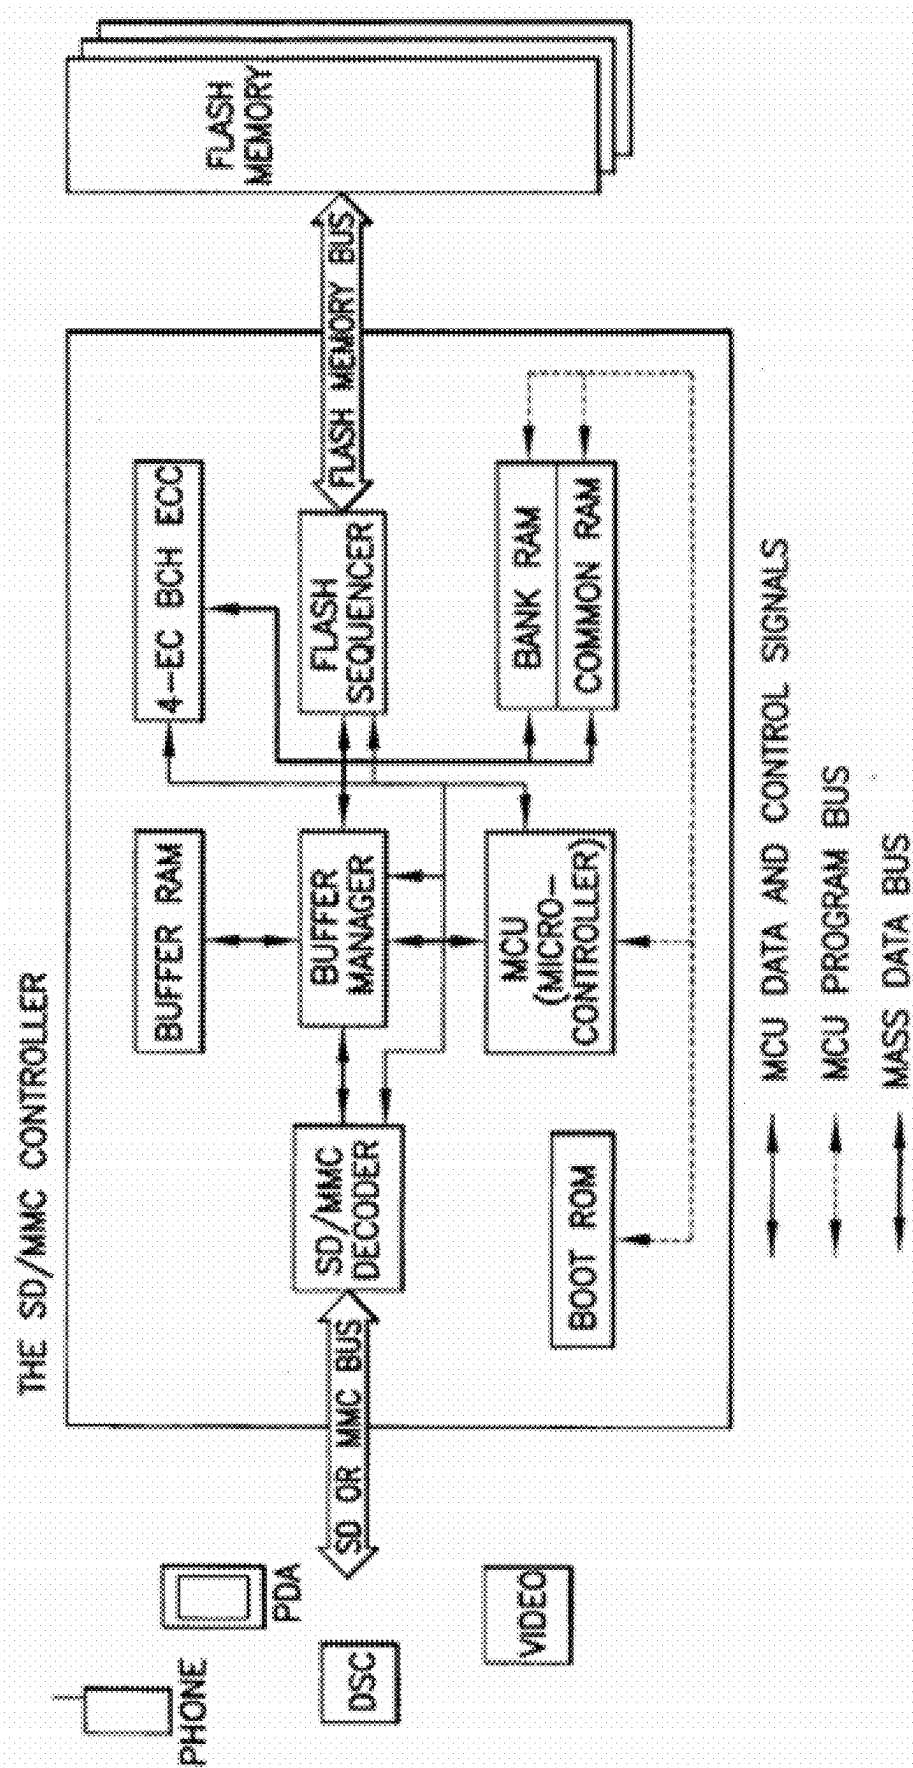 THE SD/MMC CONTROLLER
PHONE
PDA
DSC
VIDEO
SD OR MMC BUS
SD/MMC
DECODER
BUFFER RAM
BUFFER
MANAGER
MCU
(MICRO-
CONTROLLER)
BOOT ROM
4-EC BCH ECC
FLASH
SEQUENCER
BANK RAM
COMMON RAM
FLASH MEMORY BUS
FLASH
MEMORY
MCU DATA AND CONTROL SIGNALS
MCU PROGRAM BUS
MASS DATA BUS